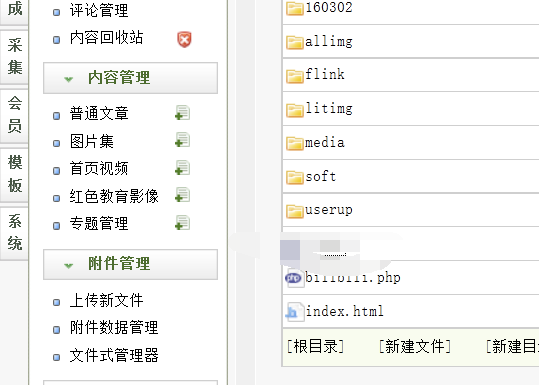 成
采集
会员
模板
系统
评论管理
内容回收站
内容管理
普通文章
图片集
首页视频
红色教育影像
专题管理
附件管理
上传新文件
附件数据管理
文件式管理器
160302
allimg
flink
litimg
media
soft
userup
index.html
[根目录] [新建文件] [新建目